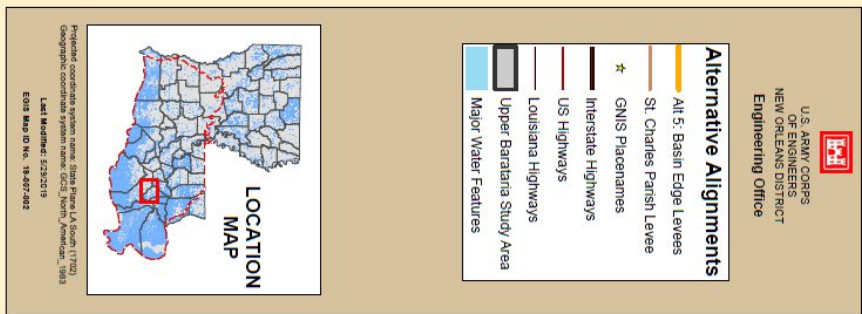 U.S. ARMY CORPS
OF ENGINEERS
NEW ORLEANS DISTRICT
Engineering Office
Alternative Alignments
Alt 5: Basin Edge Levees
St. Charles Parish Levee
GNIS Placenames
Interstate Highways
US Highways
Louisiana Highways
Upper Barataria Study Area
Major Water Features
LOCATION
MAP
Projected coordinate system name: State Plane LA South (1702)
Geographic coordinate system name: GCS_North_American_1983
Last Modified: 5/29/2019
EGIS Map ID No. 19-007-002